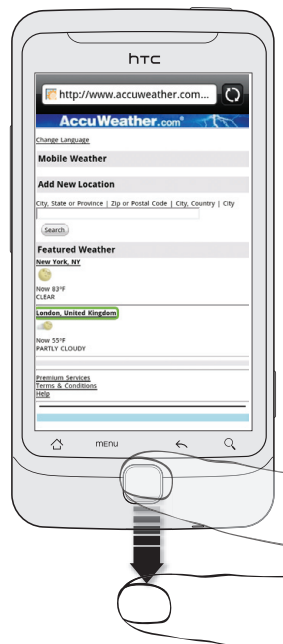 hTC
http://www.accuweather.com...
AccuWeather.com®
Change Language
Mobile Weather
Add New Location
City, State or Province | Zip or Postal Code | City, Country | City
Search
Featured Weather
New York, NY
Now 83°F
CLEAR
London, United Kingdom
Now 55°F
PARTLY CLOUDY
Premium Services
Terms & Conditions
Help
menu